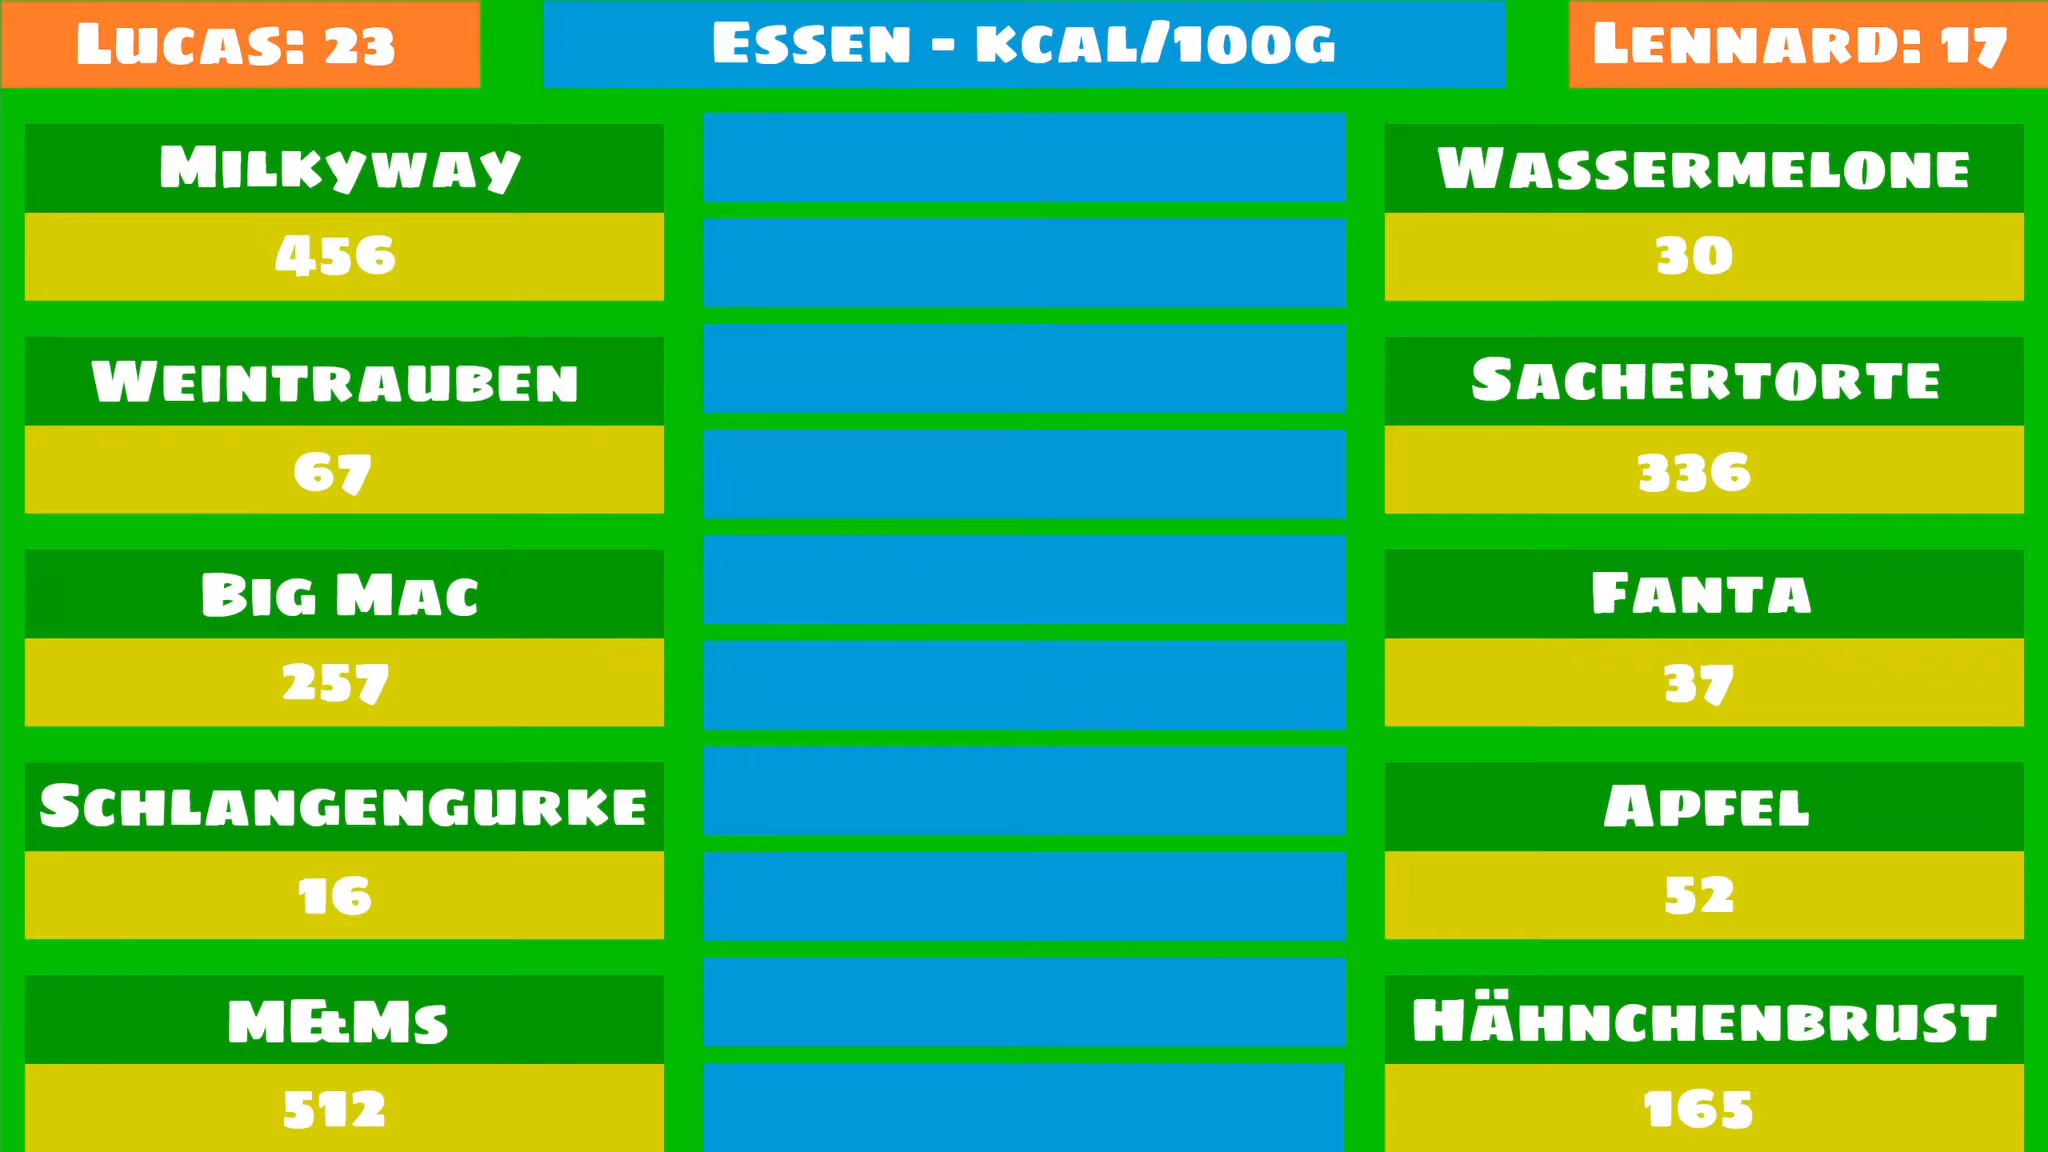 Lucas: 23
Essen - kcal/100g
Lennard: 17
Milkyway
456
Weintrauben
67
Big Mac
257
Schlangengurke
16
M&Ms
512
Wassermelone
30
Sachertorte
336
Fanta
37
Apfel
52
Hähnchenbrust
165